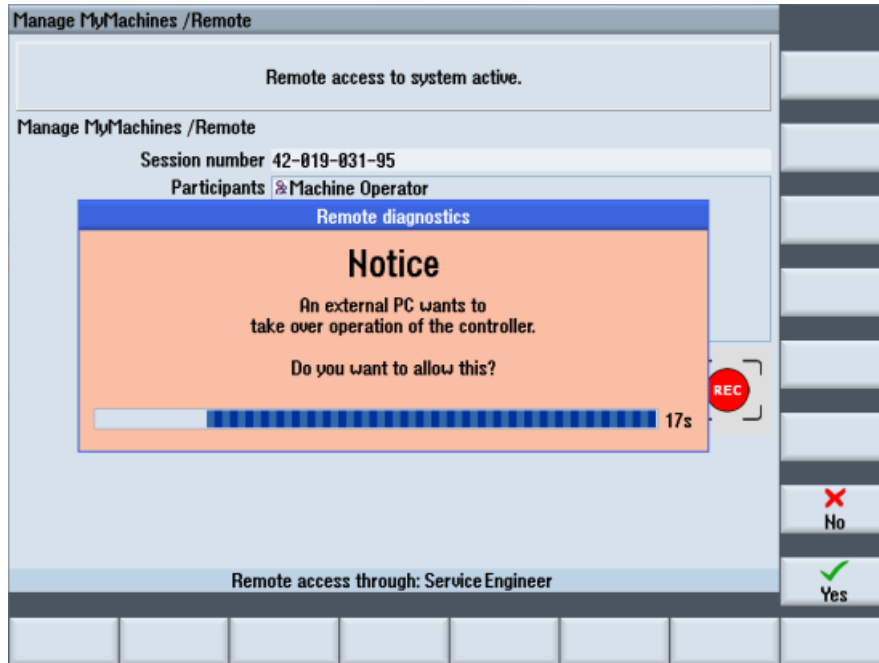 Manage MyMachines /Remote
Remote access to system active.
Manage MyMachines /Remote
Session number 42-019-031-95
Participants Machine Operator
Remote diagnostics
Notice
An external PC wants to
take over operation of the controller.
Do you want to allow this?
17s
REC
No
Remote access through: Service Engineer
Yes